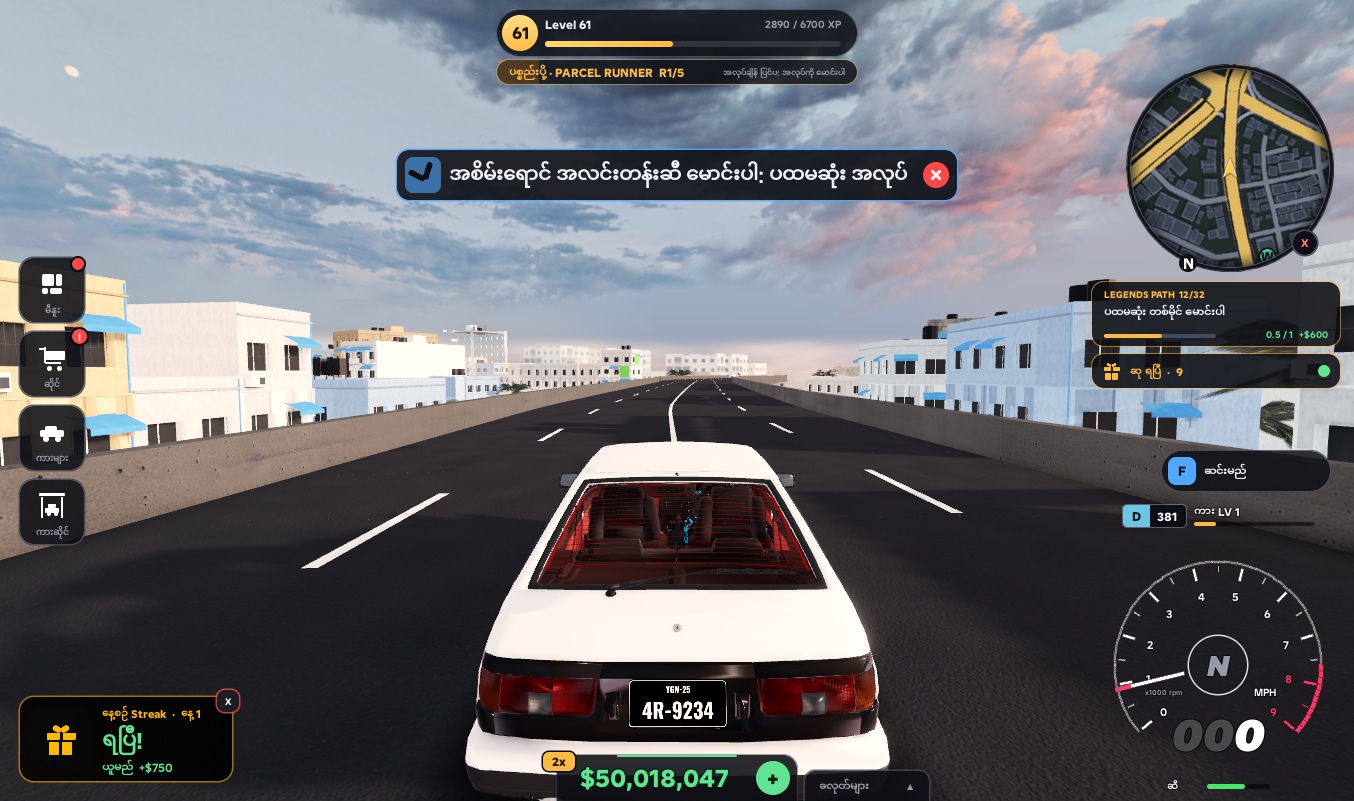 61
Level 61
2890 / 6700 XP
ပစ္စည်းပို့ · PARCEL RUNNER R1/5
အလုပ်ချိန် ပြင်ပ; အလုပ်ကို မောင်းပါ
အစိမ်းရောင် အလင်းတန်းဆီ မောင်းပါ; ပထမဆုံး အလုပ်
X
N
LEGENDS PATH 12/32
ပထမဆုံး တစ်မိုင် မောင်းပါ
0.5 / 1 +$600
ဆု ရပြီ · 9
မီနူး
!
ဆိုင်
ကားများ
ကားဆိုင်
F
ဆင်းမည်
D 381 ကား LV 1
0
1
2
3
4
5
6
7
8
9
x1000 rpm
N
MPH
000
ဆီ
X
နေ့စဉ် Streak · နေ့ 1
ရပြီ!
ယူမည် +$750
YGN-25
4R-9234
2x
$50,018,047
+
ခလုတ်များ ▲